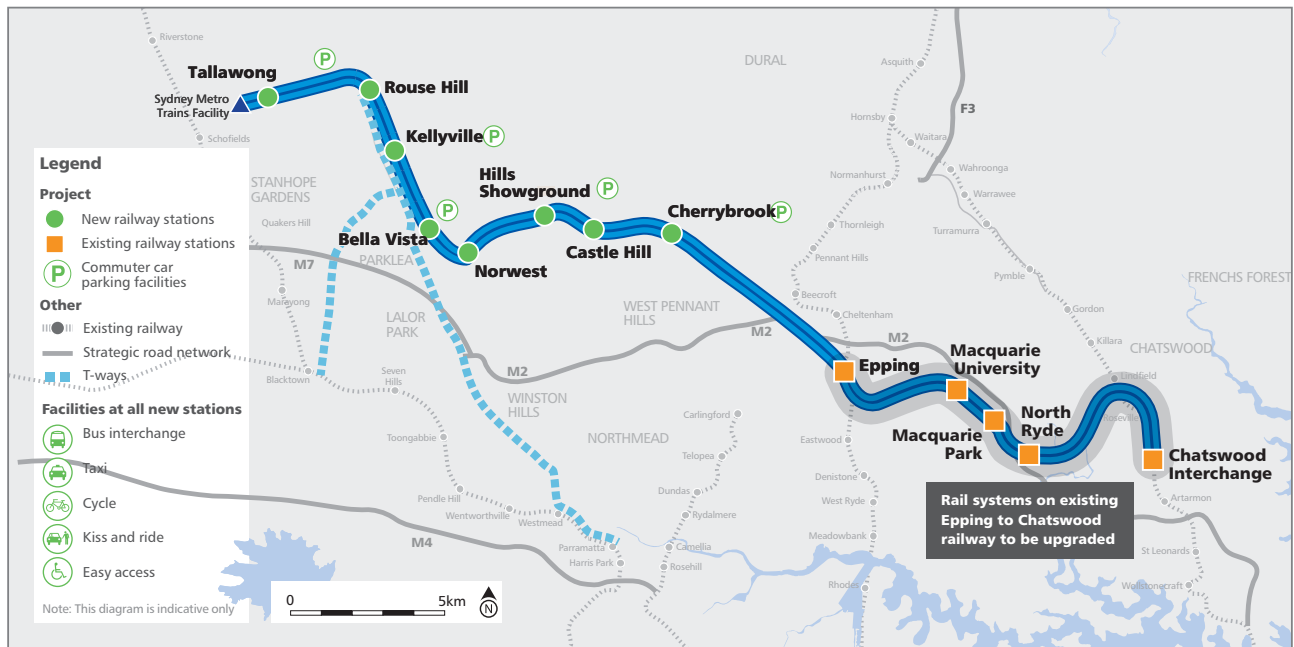 Riverstone
P
Tallawong
Sydney Metro
Trains Facility
Rouse Hill
Schofields
Kellyville P
DURAL
Asquith
F3
Hornsby
Waitara
Normanhurst
Wahroonga
Warrawee
Thornleigh
Turramurra
Pennant Hills
Pymble
Beecroft
Cheltenham
Gordon
Killara
FRENCHS FOREST
CHATSWOOD
Lindfield
Roseville
STANHOPE
GARDENS
Quakers Hill
Hills
Showground P
P
Bella Vista
PARKLEA
Norwest
Castle Hill
Cherrybrook P
M7
Marayong
LALOR
PARK
WEST PENNANT
HILLS
M2
M2
M2
Blacktown
Seven
Hills
WINSTON
HILLS
Epping
Macquarie
University
Macquarie
Park
North
Ryde
Chatswood
Interchange
Carlingford
NORTHMEAD
Toongabbie
Telopea
Eastwood
Denistone
Dundas
West Ryde
Pendle Hill
Wentworthville
Westmead
Rydalmere
Meadowbank
M4
Parramatta
Harris Park
Camellia
Rosehill
Rhodes
Artarmon
St Leonards
Wollstonecraft
Rail systems on existing
Epping to Chatswood
railway to be upgraded
Legend
Project
New railway stations
Existing railway stations
P Commuter car
parking facilities
Other
Existing railway
Strategic road network
T-ways
Facilities at all new stations
Bus interchange
Taxi
Cycle
Kiss and ride
Easy access
Note: This diagram is indicative only
0 5km
N